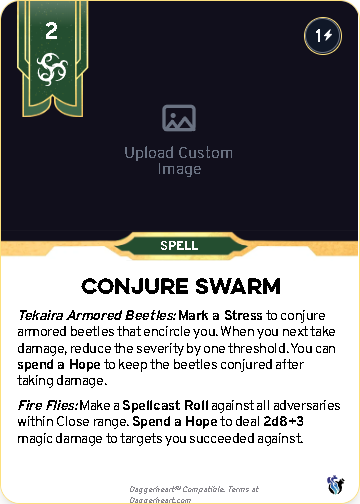 2
1
Upload Custom
Image
SPELL
CONJURE SWARM
Tekaira Armored Beetles: Mark a Stress to conjure
armored beetles that encircle you. When you next take
damage, reduce the severity by one threshold. You can
spend a Hope to keep the beetles conjured after
taking damage.
Fire Flies: Make a Spellcast Roll against all adversaries
within Close range. Spend a Hope to deal 2d8+3
magic damage to targets you succeeded against.
Daggerheart℠ Compatible. Terms at
Daggerheart.com